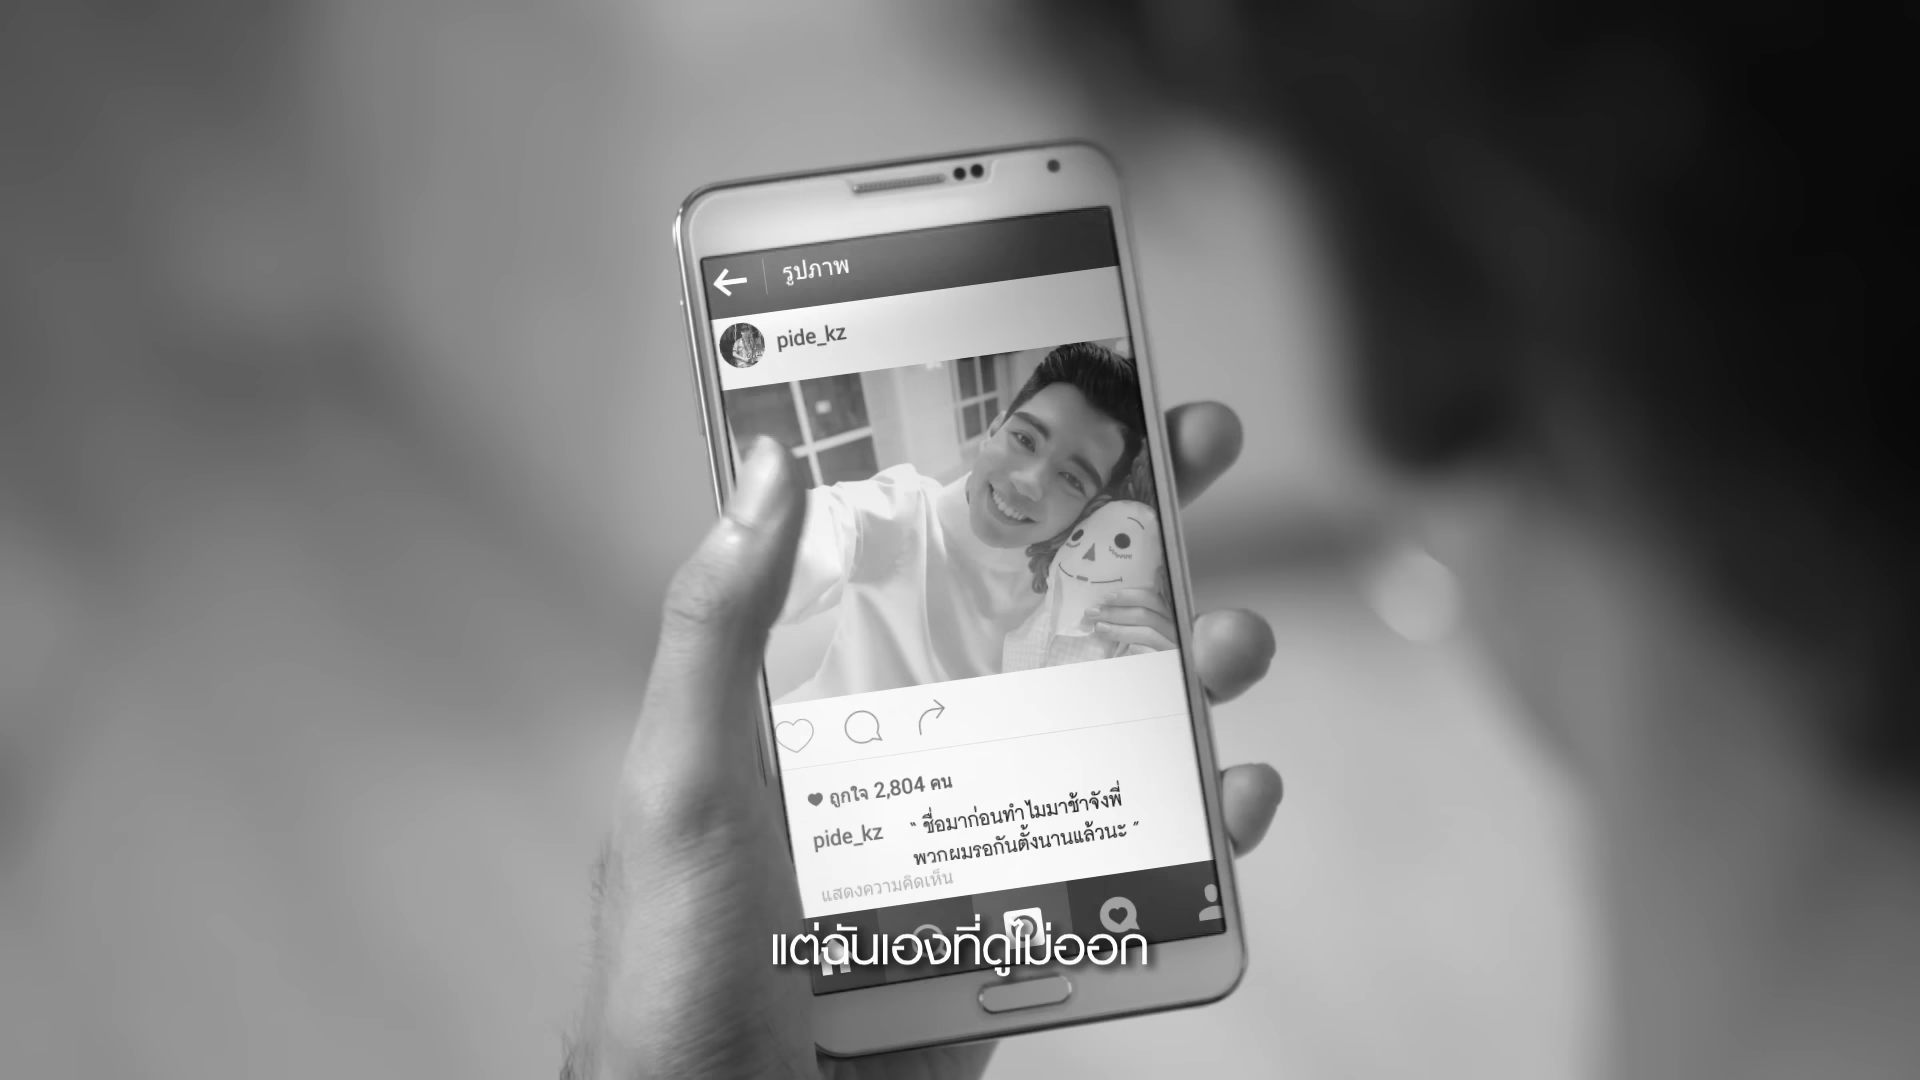 รูปภาพ
pide_kz
ถูกใจ 2,804 คน
pide_kz " ชื่อมาก่อนทำไมมาช้าจังพี่
พวกผมรอกันตั้งนานแล้วนะ "
แสดงความคิดเห็น
แต่ฉันเองที่ดูไม่ออก